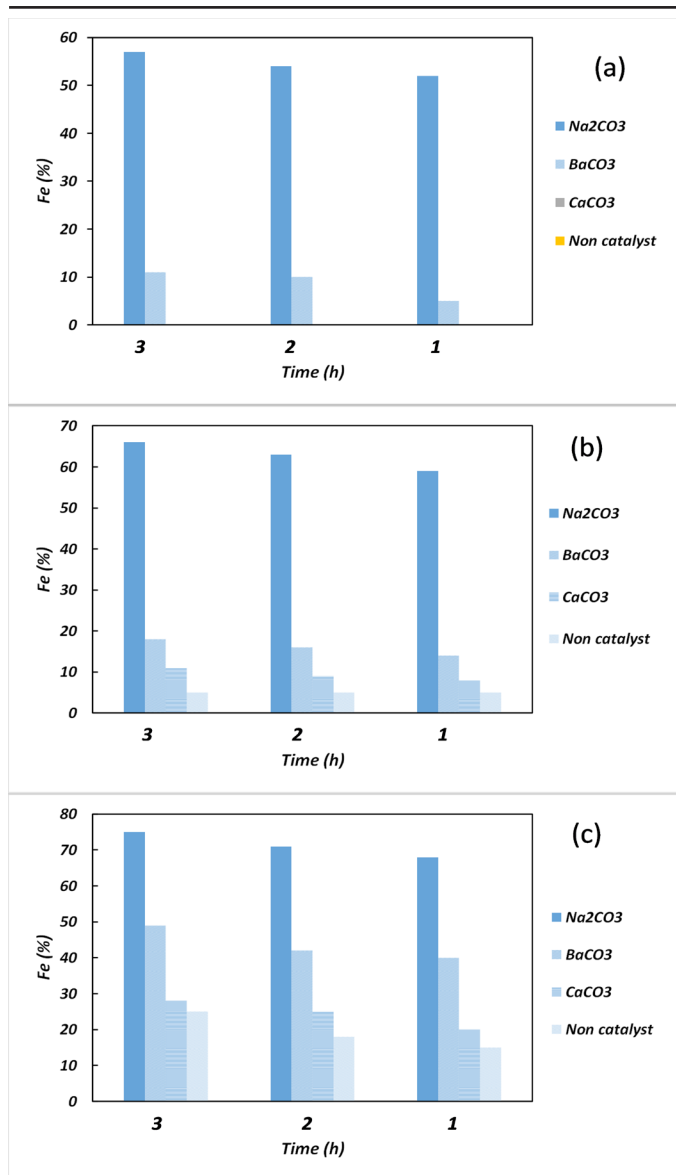 60
(a)
50
40
30
20
10
0
Fe (%)
Na2CO3
BaCO3
CaCO3
Non catalyst
3 2 1
Time (h)
70
(b)
60
50
40
30
20
10
0
Fe (%)
Na2CO3
BaCO3
CaCO3
Non catalyst
3 2 1
Time (h)
80
(c)
70
60
50
40
30
20
10
0
Fe (%)
Na2CO3
BaCO3
CaCO3
Non catalyst
3 2 1
Time (h)